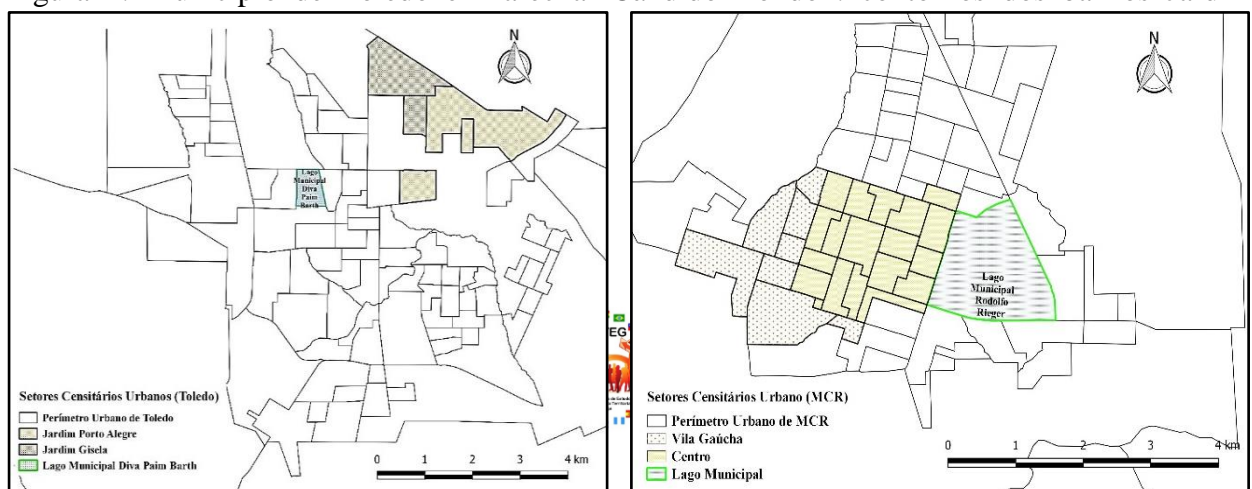 N
Lago
Municipal
Diva
Paim
Barth
Setores Censitários Urbanos (Toledo)
Perímetro Urbano de Toledo
Jardim Porto Alegre
Jardim Gisela
Lago Municipal Diva Paim Barth
0 1 2 3 4 km
EG
N
Lago
Municipal
Rodolfo
Rieger
Setores Censitários Urbano (MCR)
Perímetro Urbano de MCR
Vila Gaúcha
Centro
Lago Municipal
0 1 2 3 4 km